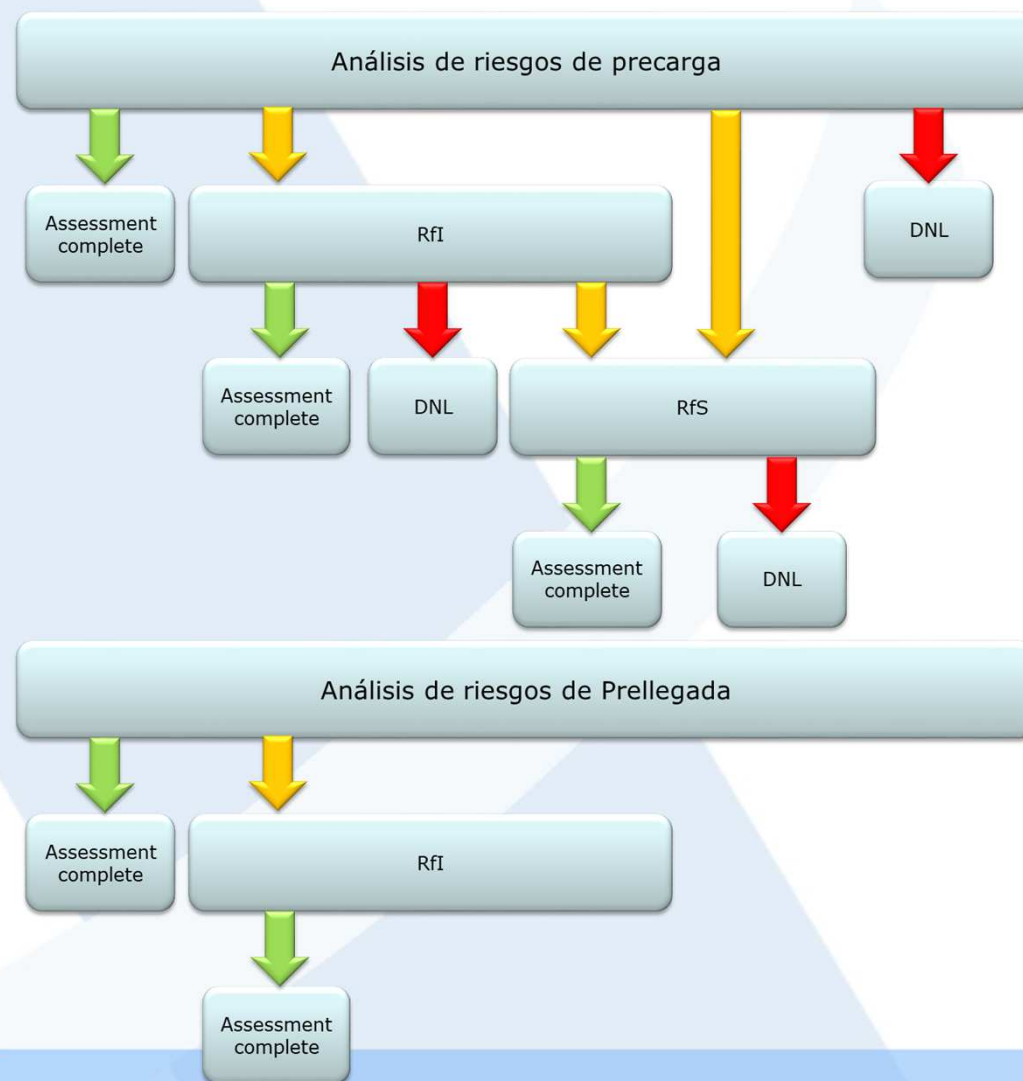 Análisis de riesgos de precarga
Assessment
complete
RfI
DNL
Assessment
complete
DNL
RfS
Assessment
complete
DNL
Análisis de riesgos de Prellegada
Assessment
complete
RfI
Assessment
complete